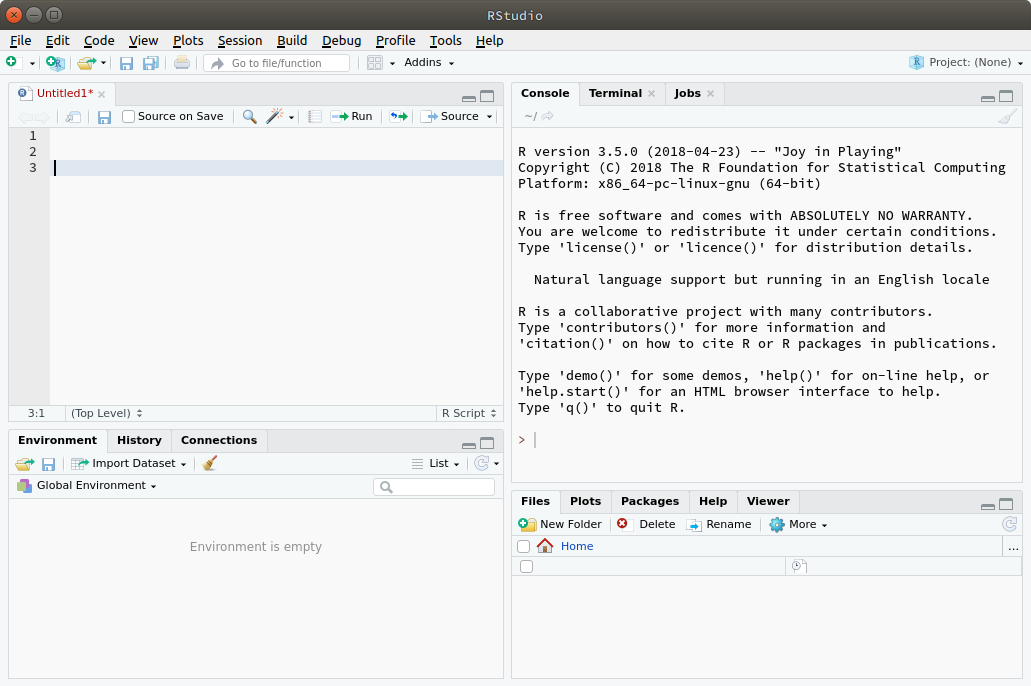 RStudio
File Edit Code View Plots Session Build Debug Profile Tools Help
Go to file/function Addins Project: (None)
Untitled1*
Source on Save Run Source
1
2
3
3:1 (Top Level) R Script
Console Terminal Jobs
~/
R version 3.5.0 (2018-04-23) -- "Joy in Playing"
Copyright (C) 2018 The R Foundation for Statistical Computing
Platform: x86_64-pc-linux-gnu (64-bit)
R is free software and comes with ABSOLUTELY NO WARRANTY.
You are welcome to redistribute it under certain conditions.
Type 'license()' or 'licence()' for distribution details.
Natural language support but running in an English locale
R is a collaborative project with many contributors.
Type 'contributors()' for more information and
'citation()' on how to cite R or R packages in publications.
Type 'demo()' for some demos, 'help()' for on-line help, or
'help.start()' for an HTML browser interface to help.
Type 'q()' to quit R.
>
Environment History Connections
Import Dataset List
Global Environment
Environment is empty
Files Plots Packages Help Viewer
New Folder Delete Rename More
Home ...